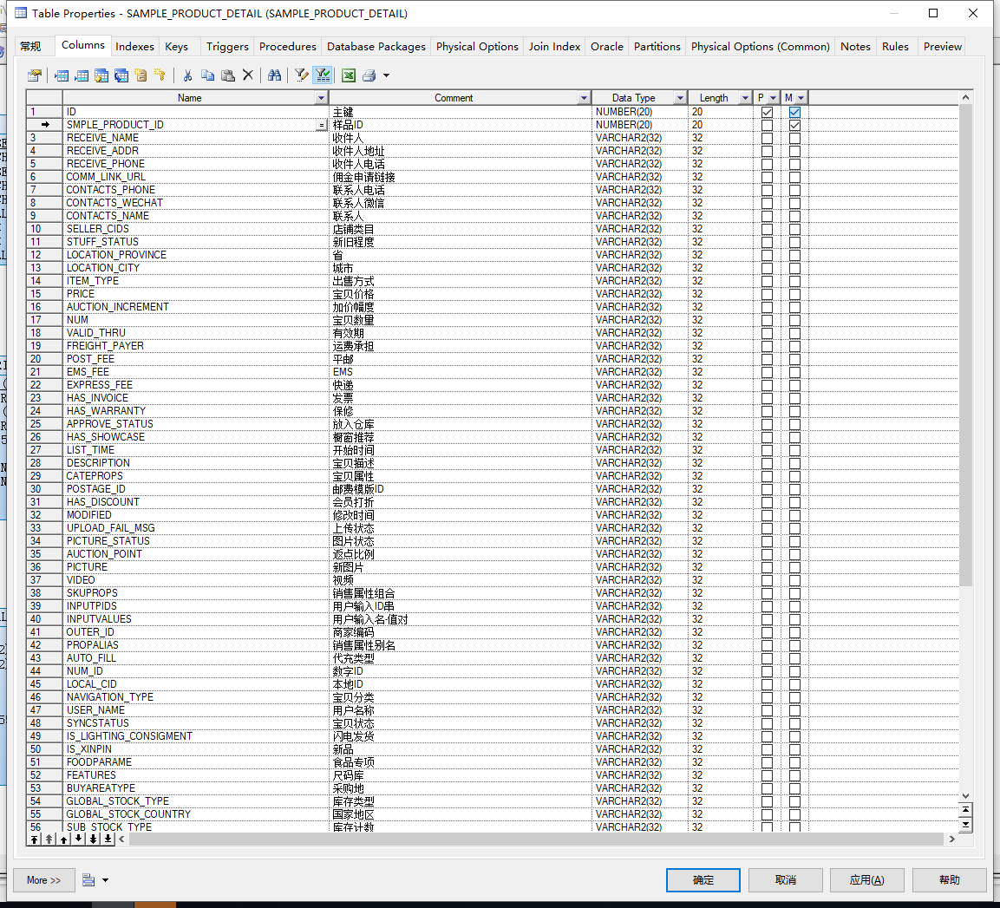 Table Properties - SAMPLE_PRODUCT_DETAIL (SAMPLE_PRODUCT_DETAIL)
常规 Columns Indexes Keys Triggers Procedures Database Packages Physical Options Join Index Oracle Partitions Physical Options (Common) Notes Rules Preview
Name Comment Data Type Length P M
1 ID 主键 NUMBER(20) 20
SMPLE_PRODUCT_ID = 样品ID NUMBER(20) 20
3 RECEIVE_NAME 收件人 VARCHAR2(32) 32
4 RECEIVE_ADDR 收件人地址 VARCHAR2(32) 32
5 RECEIVE_PHONE 收件人电话 VARCHAR2(32) 32
6 COMM_LINK_URL 佣金申请链接 VARCHAR2(32) 32
7 CONTACTS_PHONE 联系人电话 VARCHAR2(32) 32
8 CONTACTS_WECHAT 联系人微信 VARCHAR2(32) 32
9 CONTACTS_NAME 联系人 VARCHAR2(32) 32
10 SELLER_CIDS 店铺类目 VARCHAR2(32) 32
11 STUFF_STATUS 新旧程度 VARCHAR2(32) 32
12 LOCATION_PROVINCE 省 VARCHAR2(32) 32
13 LOCATION_CITY 城市 VARCHAR2(32) 32
14 ITEM_TYPE 出售方式 VARCHAR2(32) 32
15 PRICE 宝贝价格 VARCHAR2(32) 32
16 AUCTION_INCREMENT 加价幅度 VARCHAR2(32) 32
17 NUM 宝贝数量 VARCHAR2(32) 32
18 VALID_THRU 有效期 VARCHAR2(32) 32
19 FREIGHT_PAYER 运费承担 VARCHAR2(32) 32
20 POST_FEE 平邮 VARCHAR2(32) 32
21 EMS_FEE EMS VARCHAR2(32) 32
22 EXPRESS_FEE 快递 VARCHAR2(32) 32
23 HAS_INVOICE 发票 VARCHAR2(32) 32
24 HAS_WARRANTY 保修 VARCHAR2(32) 32
25 APPROVE_STATUS 放入仓库 VARCHAR2(32) 32
26 HAS_SHOWCASE 橱窗推荐 VARCHAR2(32) 32
27 LIST_TIME 开始时间 VARCHAR2(32) 32
28 DESCRIPTION 宝贝描述 VARCHAR2(32) 32
29 CATEPROPS 宝贝属性 VARCHAR2(32) 32
30 POSTAGE_ID 邮费模版ID VARCHAR2(32) 32
31 HAS_DISCOUNT 会员打折 VARCHAR2(32) 32
32 MODIFIED 修改时间 VARCHAR2(32) 32
33 UPLOAD_FAIL_MSG 上传状态 VARCHAR2(32) 32
34 PICTURE_STATUS 图片状态 VARCHAR2(32) 32
35 AUCTION_POINT 返点比例 VARCHAR2(32) 32
36 PICTURE 新图片 VARCHAR2(32) 32
37 VIDEO 视频 VARCHAR2(32) 32
38 SKUPROPS 销售属性组合 VARCHAR2(32) 32
39 INPUTPIDS 用户输入ID串 VARCHAR2(32) 32
40 INPUTVALUES 用户输入名-值对 VARCHAR2(32) 32
41 OUTER_ID 商家编码 VARCHAR2(32) 32
42 PROPALIAS 销售属性别名 VARCHAR2(32) 32
43 AUTO_FILL 代充类型 VARCHAR2(32) 32
44 NUM_ID 数字ID VARCHAR2(32) 32
45 LOCAL_CID 本地ID VARCHAR2(32) 32
46 NAVIGATION_TYPE 宝贝分类 VARCHAR2(32) 32
47 USER_NAME 用户名称 VARCHAR2(32) 32
48 SYNCSTATUS 宝贝状态 VARCHAR2(32) 32
49 IS_LIGHTING_CONSIGMENT 闪电发货 VARCHAR2(32) 32
50 IS_XINPIN 新品 VARCHAR2(32) 32
51 FOODPARAME 食品专项 VARCHAR2(32) 32
52 FEATURES 尺码库 VARCHAR2(32) 32
53 BUYAREATYPE 采购地 VARCHAR2(32) 32
54 GLOBAL_STOCK_TYPE 库存类型 VARCHAR2(32) 32
55 GLOBAL_STOCK_COUNTRY 国家地区 VARCHAR2(32) 32
56 SUB_STOCK_TYPE 库存计数 VARCHAR2(32) 32
More >> 确定 取消 应用(A) 帮助